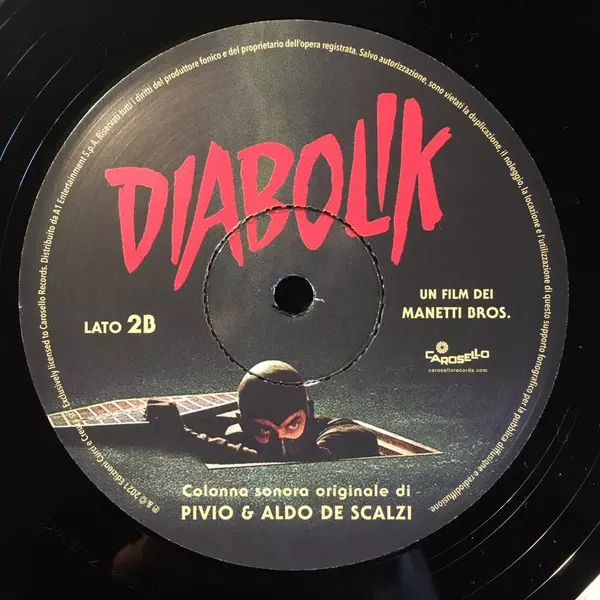 ℗ & © 2021 Edizioni Curci e Creuza. Exclusively licensed to Carosello Records. Distribuito da A1 Entertainment S.p.A. Riservati tutti i diritti del produttore fonico e del proprietario dell'opera registrata. Salvo autorizzazione, sono vietati la duplicazione, il noleggio, la locazione e l'utilizzazione di questo supporto fonografico per la pubblica diffusione e radiodiffusione.
DIABOLIK
UN FILM DEI
MANETTI BROS.
LATO 2B
CAROSELLO
carosellorecords.com
Colonna sonora originale di
PIVIO & ALDO DE SCALZI